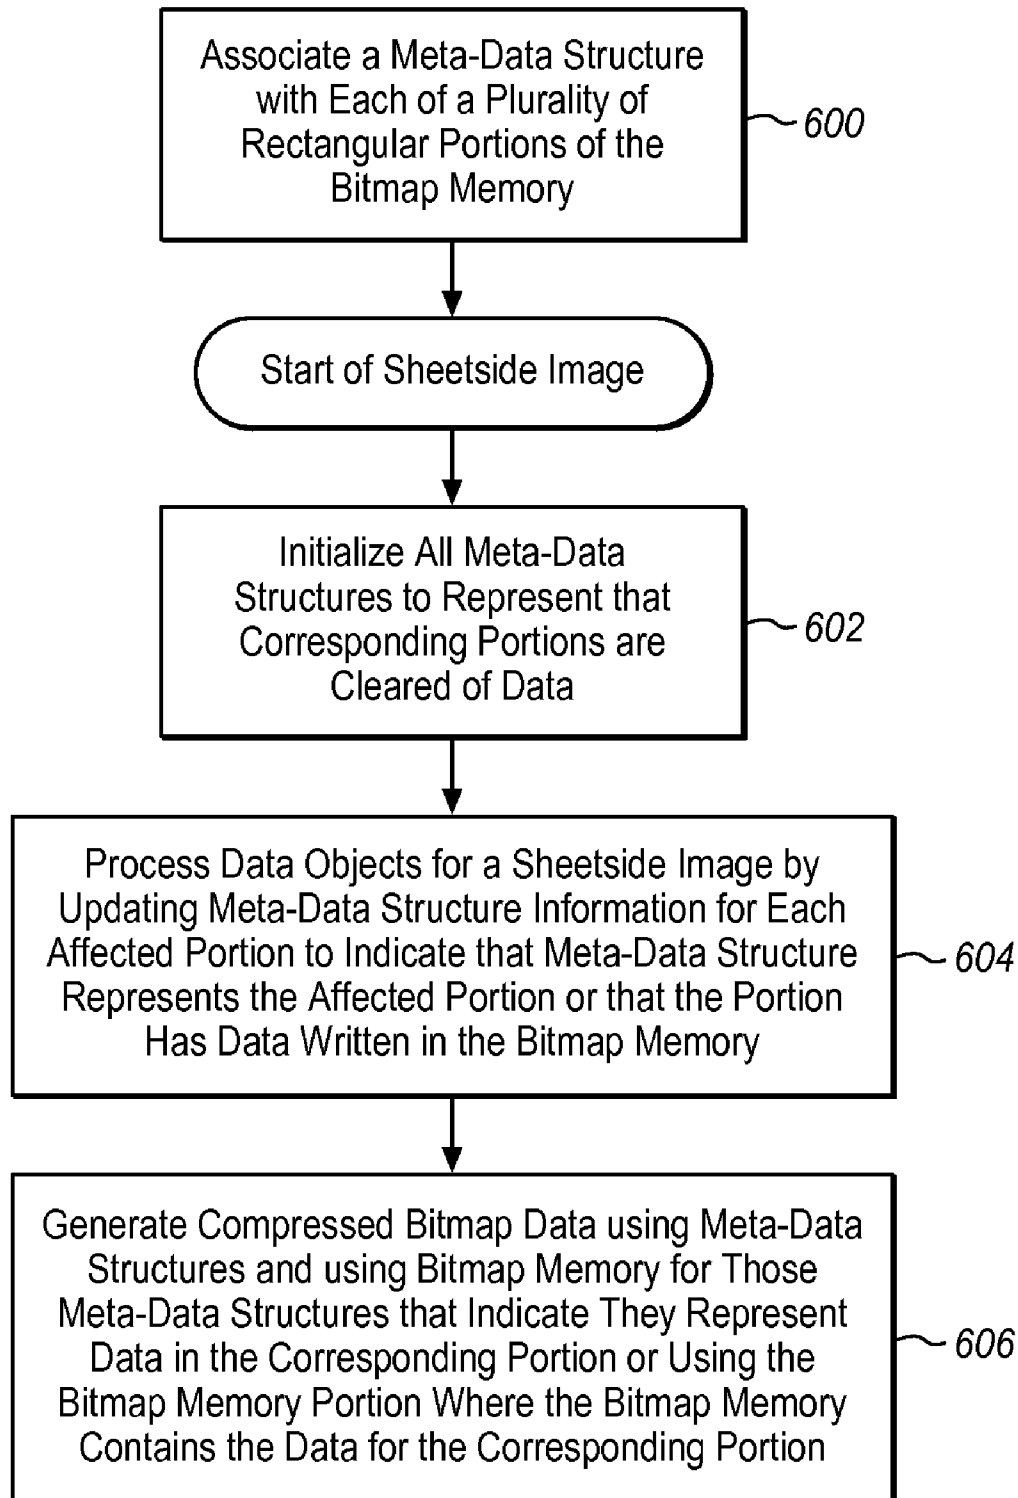 Associate a Meta-Data Structure
with Each of a Plurality of
Rectangular Portions of the
Bitmap Memory
600
Start of Sheetside Image
Initialize All Meta-Data
Structures to Represent that
Corresponding Portions are
Cleared of Data
602
Process Data Objects for a Sheetside Image by
Updating Meta-Data Structure Information for Each
Affected Portion to Indicate that Meta-Data Structure
Represents the Affected Portion or that the Portion
Has Data Written in the Bitmap Memory
604
Generate Compressed Bitmap Data using Meta-Data
Structures and using Bitmap Memory for Those
Meta-Data Structures that Indicate They Represent
Data in the Corresponding Portion or Using the
Bitmap Memory Portion Where the Bitmap Memory
Contains the Data for the Corresponding Portion
606